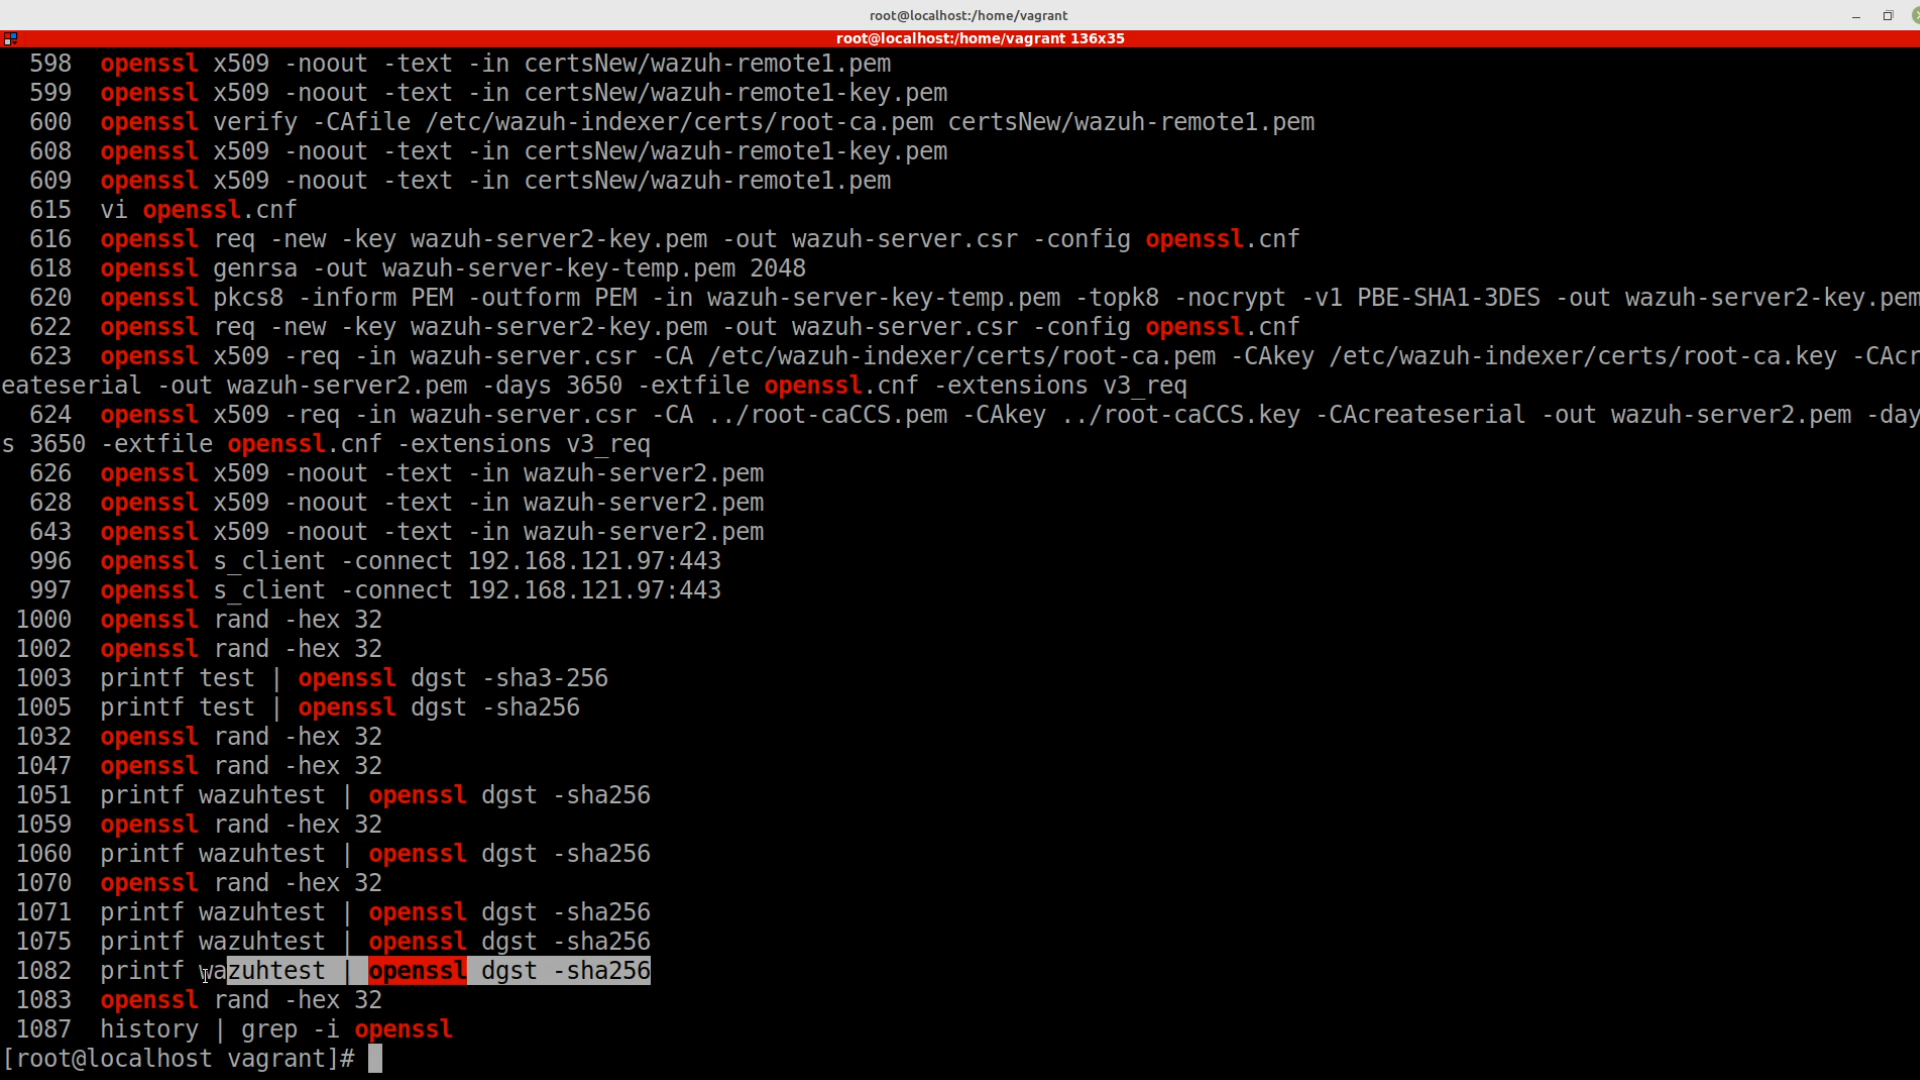 root@localhost:/home/vagrant
root@localhost:/home/vagrant 136x35
598 openssl x509 -noout -text -in certsNew/wazuh-remote1.pem
599 openssl x509 -noout -text -in certsNew/wazuh-remote1-key.pem
600 openssl verify -CAfile /etc/wazuh-indexer/certs/root-ca.pem certsNew/wazuh-remote1.pem
608 openssl x509 -noout -text -in certsNew/wazuh-remote1-key.pem
609 openssl x509 -noout -text -in certsNew/wazuh-remote1.pem
615 vi openssl.cnf
616 openssl req -new -key wazuh-server2-key.pem -out wazuh-server.csr -config openssl.cnf
618 openssl genrsa -out wazuh-server-key-temp.pem 2048
620 openssl pkcs8 -inform PEM -outform PEM -in wazuh-server-key-temp.pem -topk8 -nocrypt -v1 PBE-SHA1-3DES -out wazuh-server2-key.pem
622 openssl req -new -key wazuh-server2-key.pem -out wazuh-server.csr -config openssl.cnf
623 openssl x509 -req -in wazuh-server.csr -CA /etc/wazuh-indexer/certs/root-ca.pem -CAkey /etc/wazuh-indexer/certs/root-ca.key -CAcr
eateserial -out wazuh-server2.pem -days 3650 -extfile openssl.cnf -extensions v3_req
624 openssl x509 -req -in wazuh-server.csr -CA ../root-caCCS.pem -CAkey ../root-caCCS.key -CAcreateserial -out wazuh-server2.pem -day
s 3650 -extfile openssl.cnf -extensions v3_req
626 openssl x509 -noout -text -in wazuh-server2.pem
628 openssl x509 -noout -text -in wazuh-server2.pem
643 openssl x509 -noout -text -in wazuh-server2.pem
996 openssl s_client -connect 192.168.121.97:443
997 openssl s_client -connect 192.168.121.97:443
1000 openssl rand -hex 32
1002 openssl rand -hex 32
1003 printf test | openssl dgst -sha3-256
1005 printf test | openssl dgst -sha256
1032 openssl rand -hex 32
1047 openssl rand -hex 32
1051 printf wazuhtest | openssl dgst -sha256
1059 openssl rand -hex 32
1060 printf wazuhtest | openssl dgst -sha256
1070 openssl rand -hex 32
1071 printf wazuhtest | openssl dgst -sha256
1075 printf wazuhtest | openssl dgst -sha256
1082 printf wazuhtest | openssl dgst -sha256
1083 openssl rand -hex 32
1087 history | grep -i openssl
[root@localhost vagrant]#